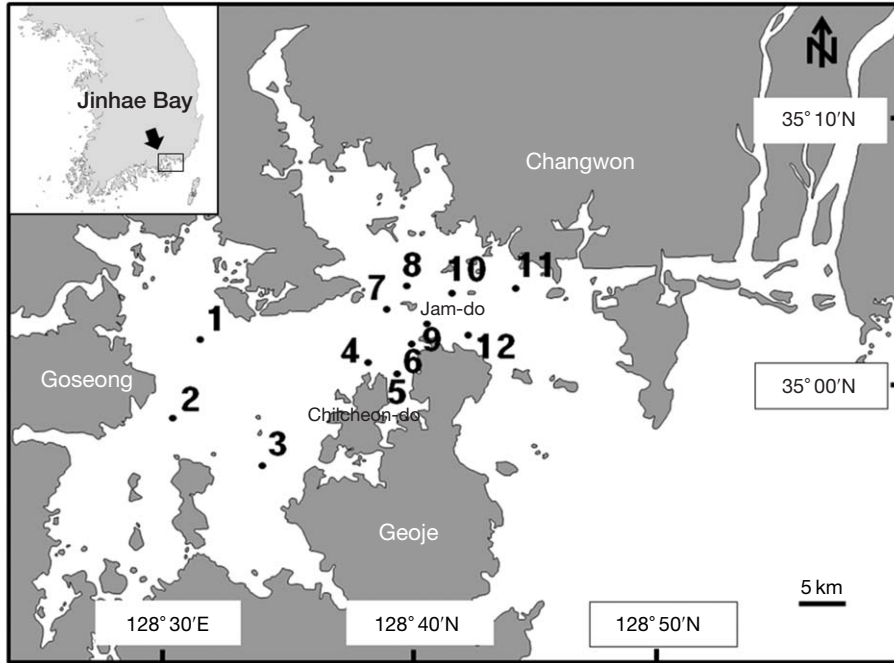 N
Jinhae Bay
35°10′N
Changwon
8
10
11
7
Jam-do
1
9
12
4
6
Goseong
35°00′N
2
5
Chilcheon-do
3
Geoje
5 km
128°30′E
128°40′N
128°50′N